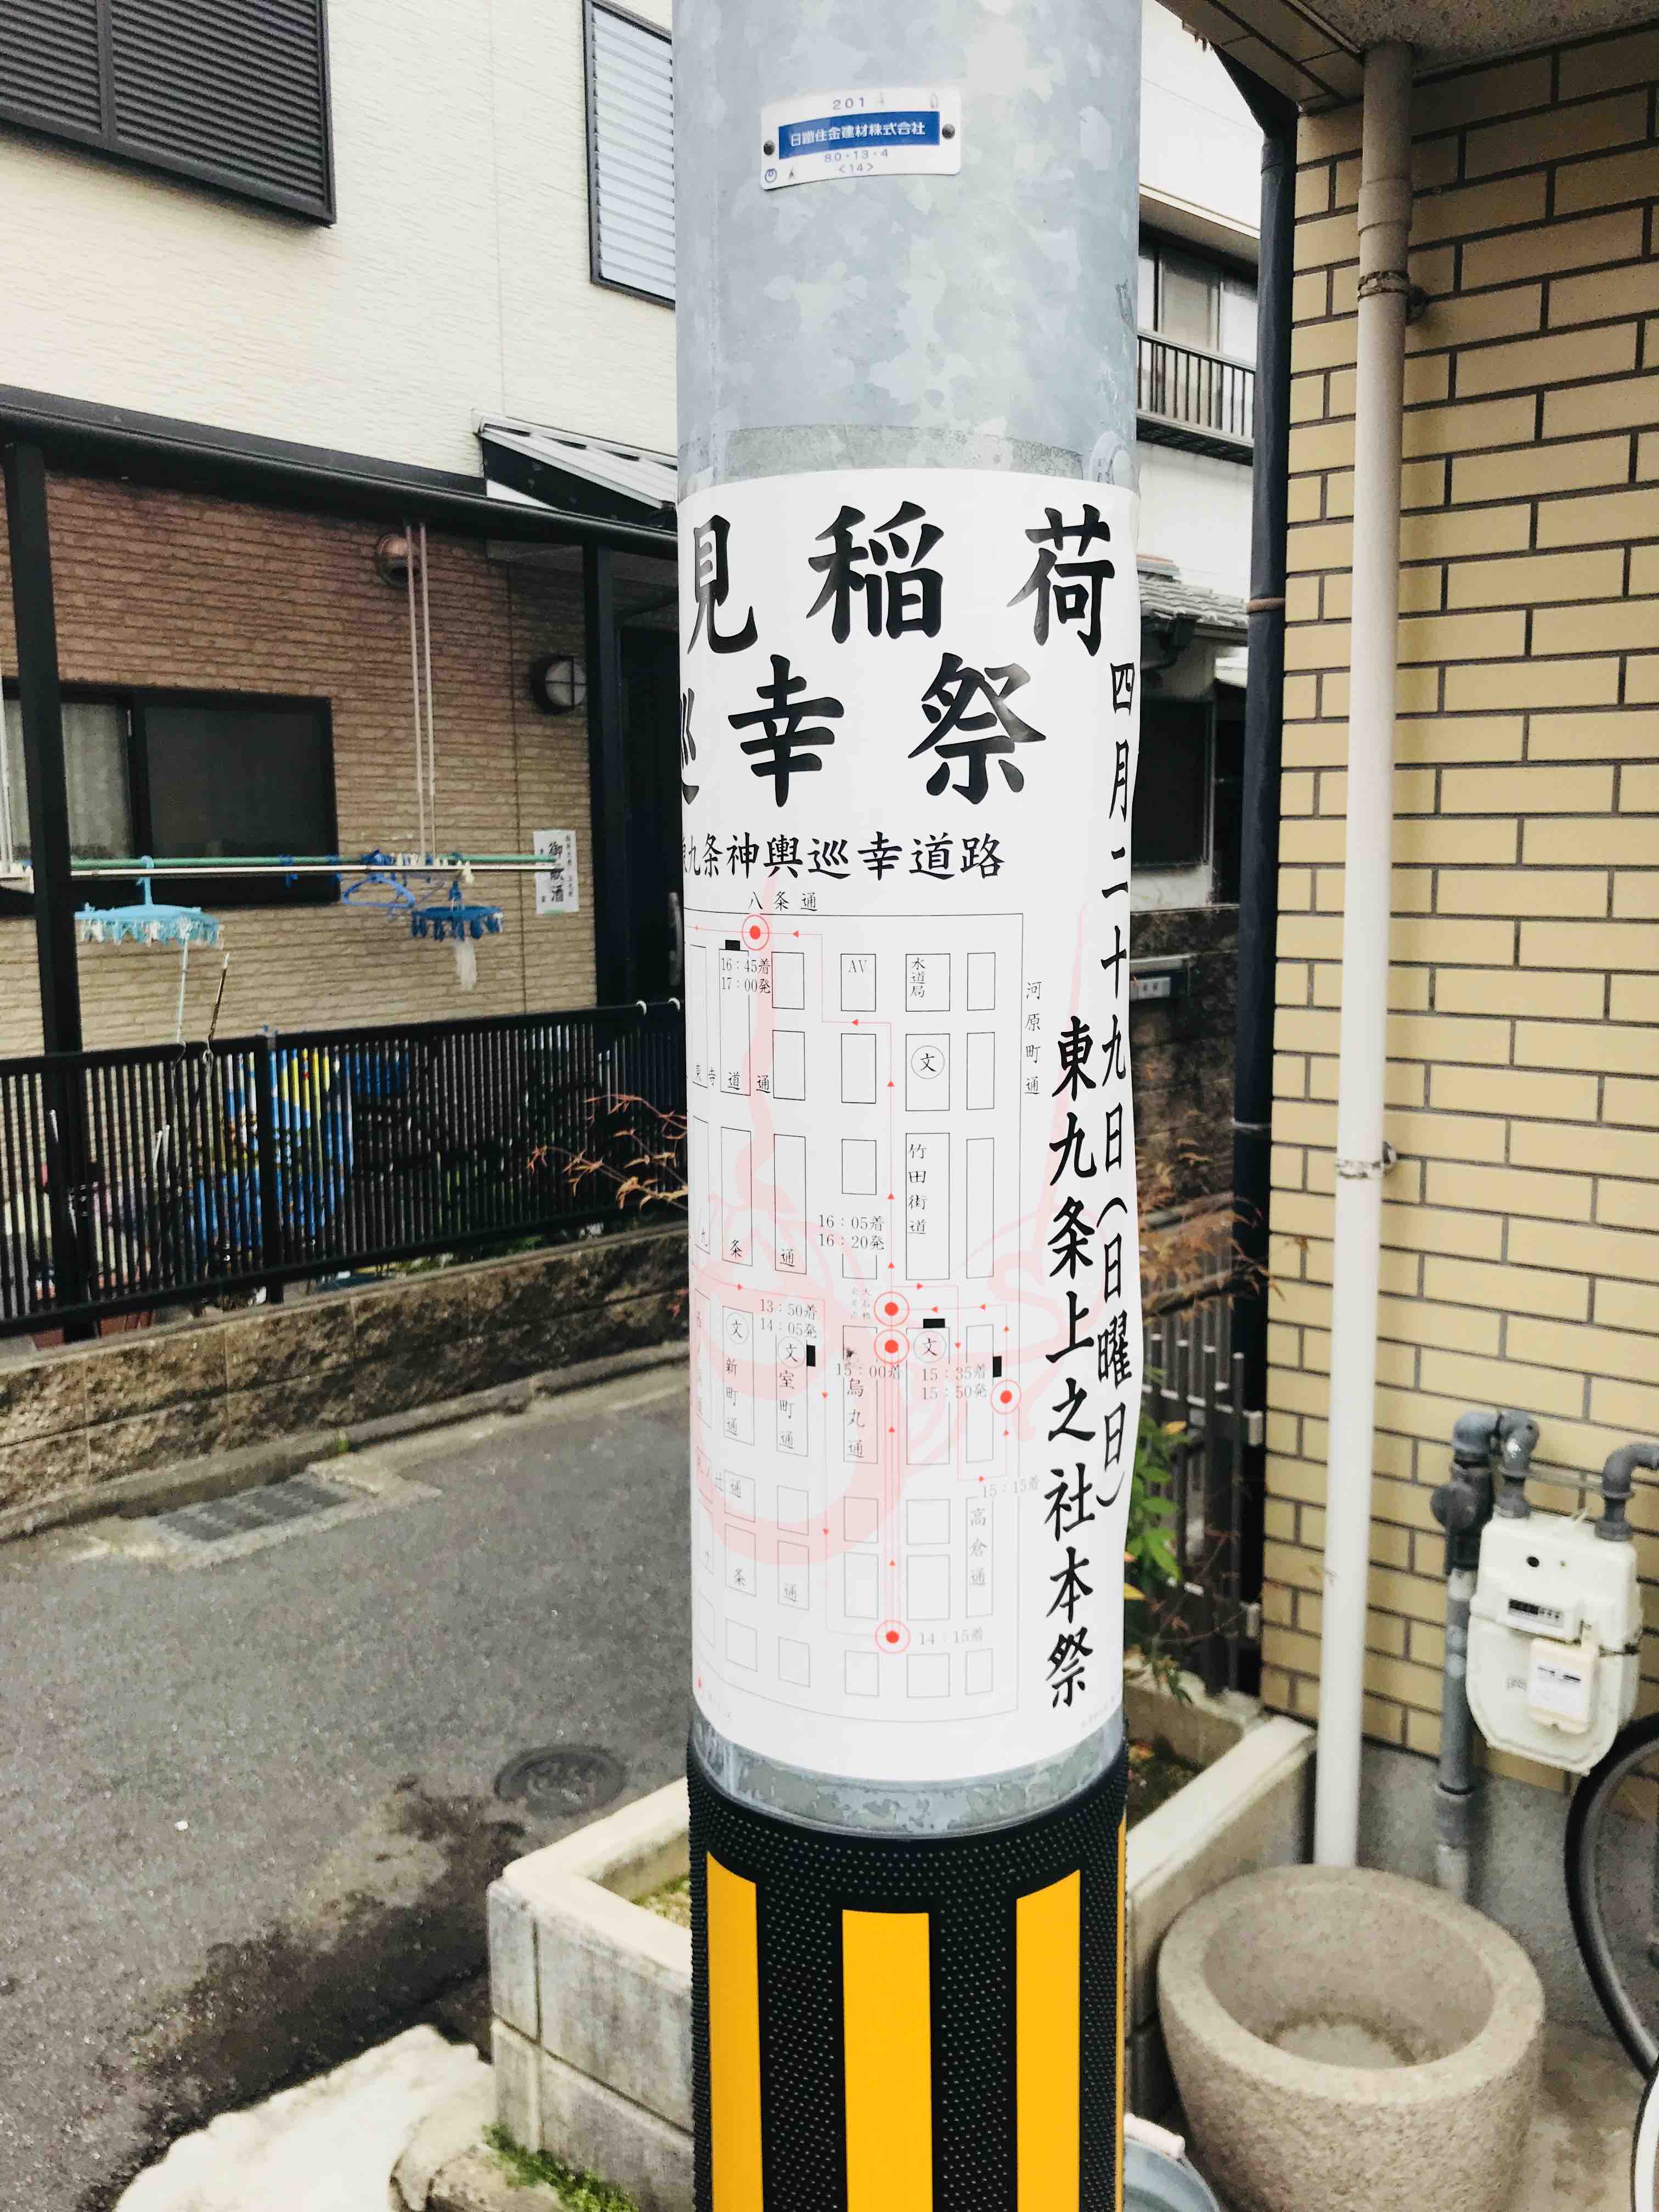 201
日鐵住金建材株式会社
80・13・4
<14>
見稲荷
巡幸祭
四月二十九日(日曜日)
東九条上之社本祭
九条神輿巡幸道路
八条通
16：45着
17：00発
AV
水道局
河原町通
文
東寺道通
竹田街道
16：05着
16：20発
九条通
13：50着
14：05発
文
文
文
15：00着
15：35着
15：50発
新町通
室町通
烏丸通
15：15着
高倉通
十条通
14：15着
御神酒